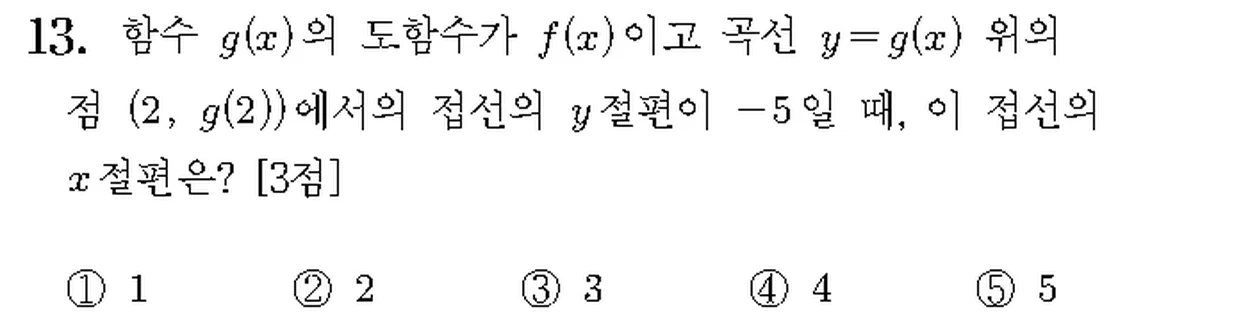 13. 함수 g(x)의 도함수가 f(x)이고 곡선 y=g(x) 위의
점 (2, g(2))에서의 접선의 y절편이 -5일 때, 이 접선의
x절편은? [3점]
① 1 ② 2 ③ 3 ④ 4 ⑤ 5